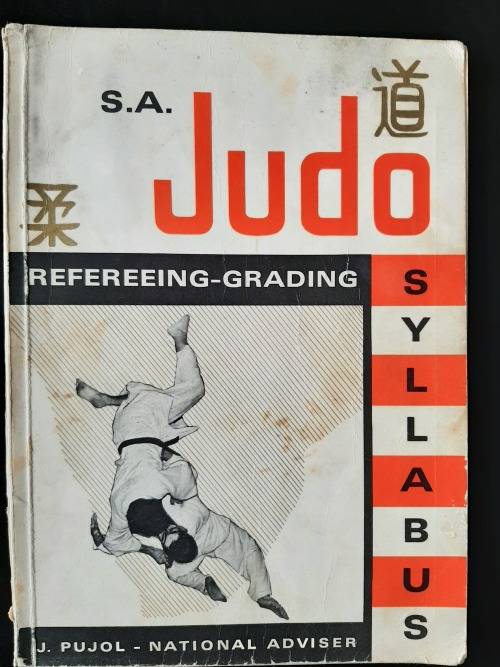 S.A.
道
Judo
柔
REFEREEING-GRADING
SYLLABUS
J. PUJOL - NATIONAL ADVISER